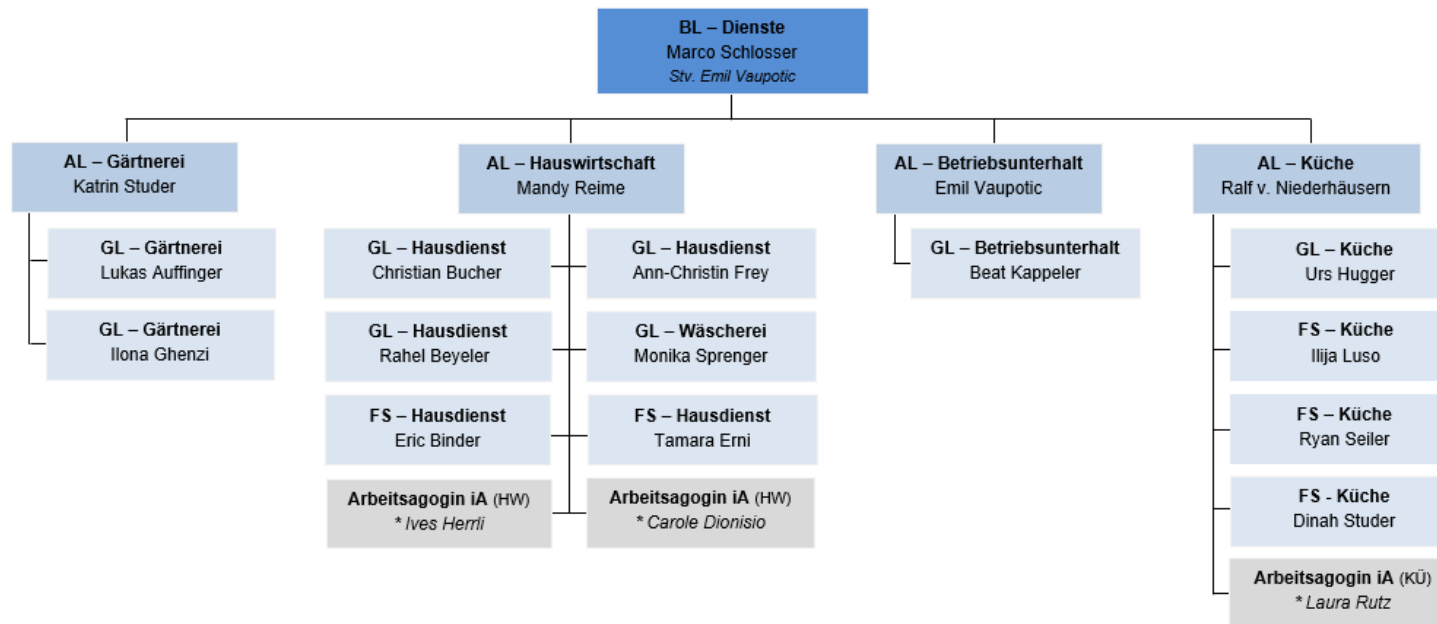 BL – Dienste
Marco Schlosser
Stv. Emil Vaupotic
AL – Gärtnerei
Katrin Studer
GL – Gärtnerei
Lukas Auffinger
GL – Gärtnerei
Ilona Ghenzi
AL – Hauswirtschaft
Mandy Reime
GL – Hausdienst
Christian Bucher
GL – Hausdienst
Ann-Christin Frey
GL – Hausdienst
Rahel Beyeler
GL – Wäscherei
Monika Sprenger
FS – Hausdienst
Eric Binder
FS – Hausdienst
Tamara Erni
Arbeitsagogin iA (HW)
* Ives Herrli
Arbeitsagogin iA (HW)
* Carole Dionisio
AL – Betriebsunterhalt
Emil Vaupotic
GL – Betriebsunterhalt
Beat Kappeler
AL – Küche
Ralf v. Niederhäusern
GL – Küche
Urs Hugger
FS – Küche
Ilija Luso
FS – Küche
Ryan Seiler
FS - Küche
Dinah Studer
Arbeitsagogin iA (KÜ)
* Laura Rutz